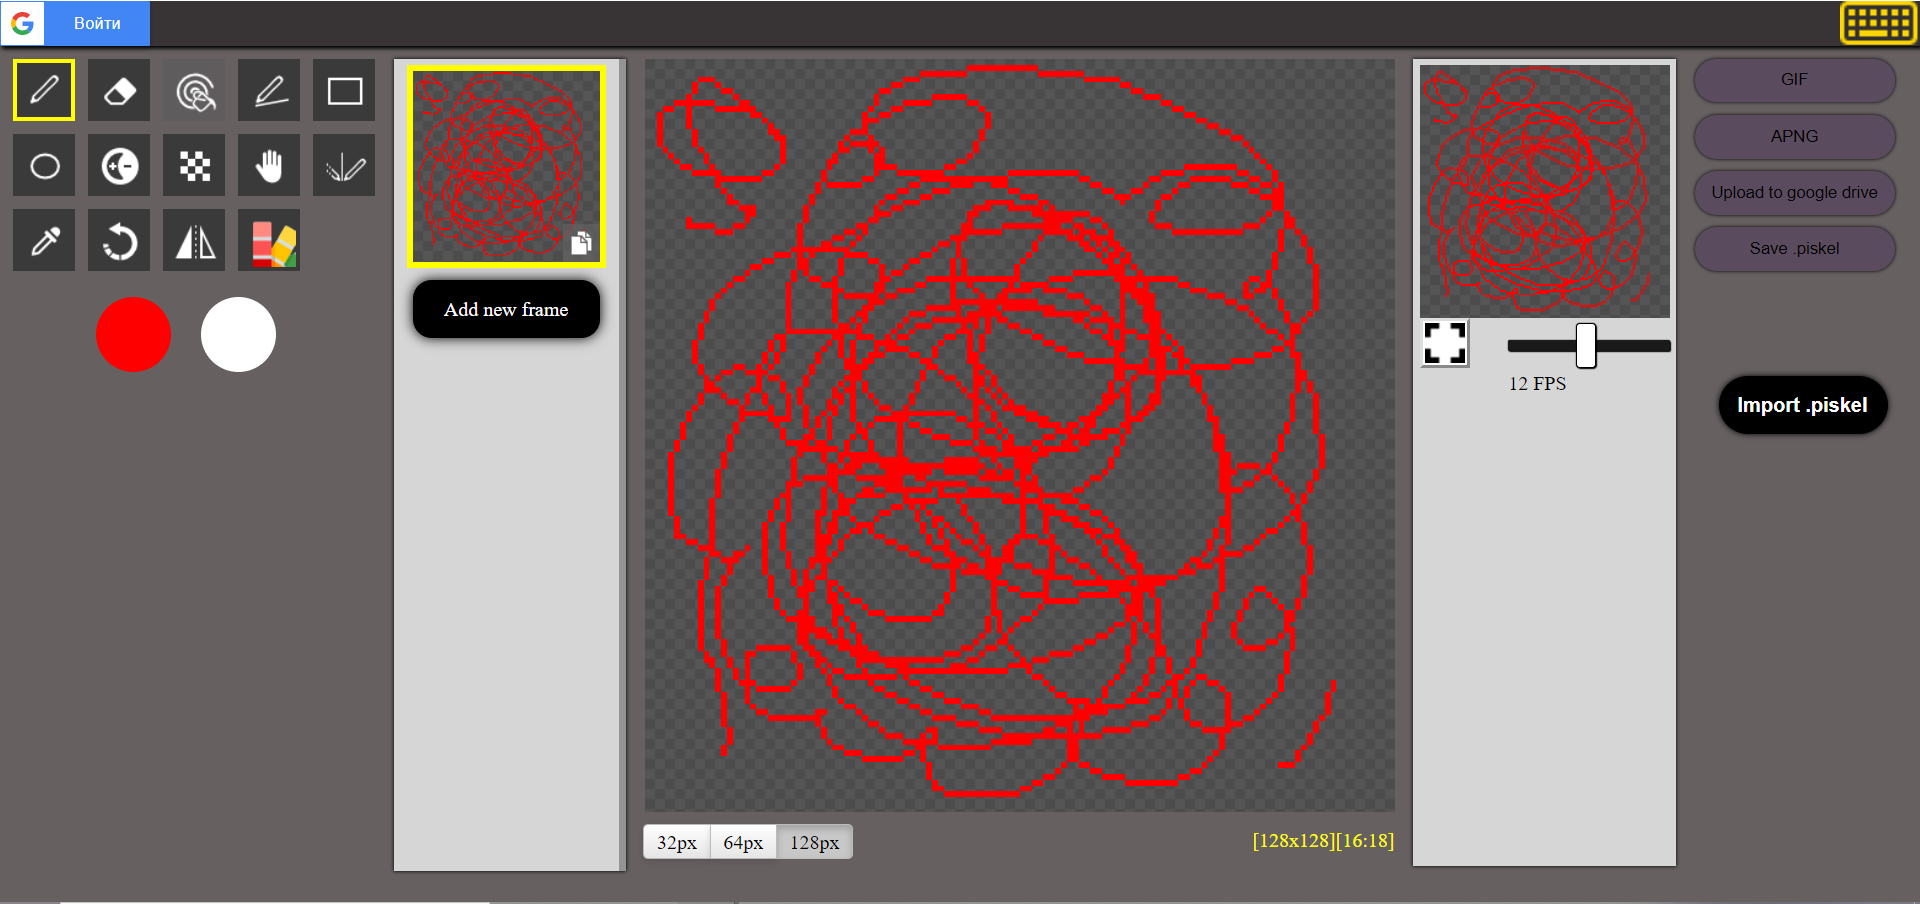 Войти
GIF
APNG
Upload to google drive
Save .piskel
Add new frame
12 FPS
Import .piskel
32px
64px
128px
[128x128][16:18]